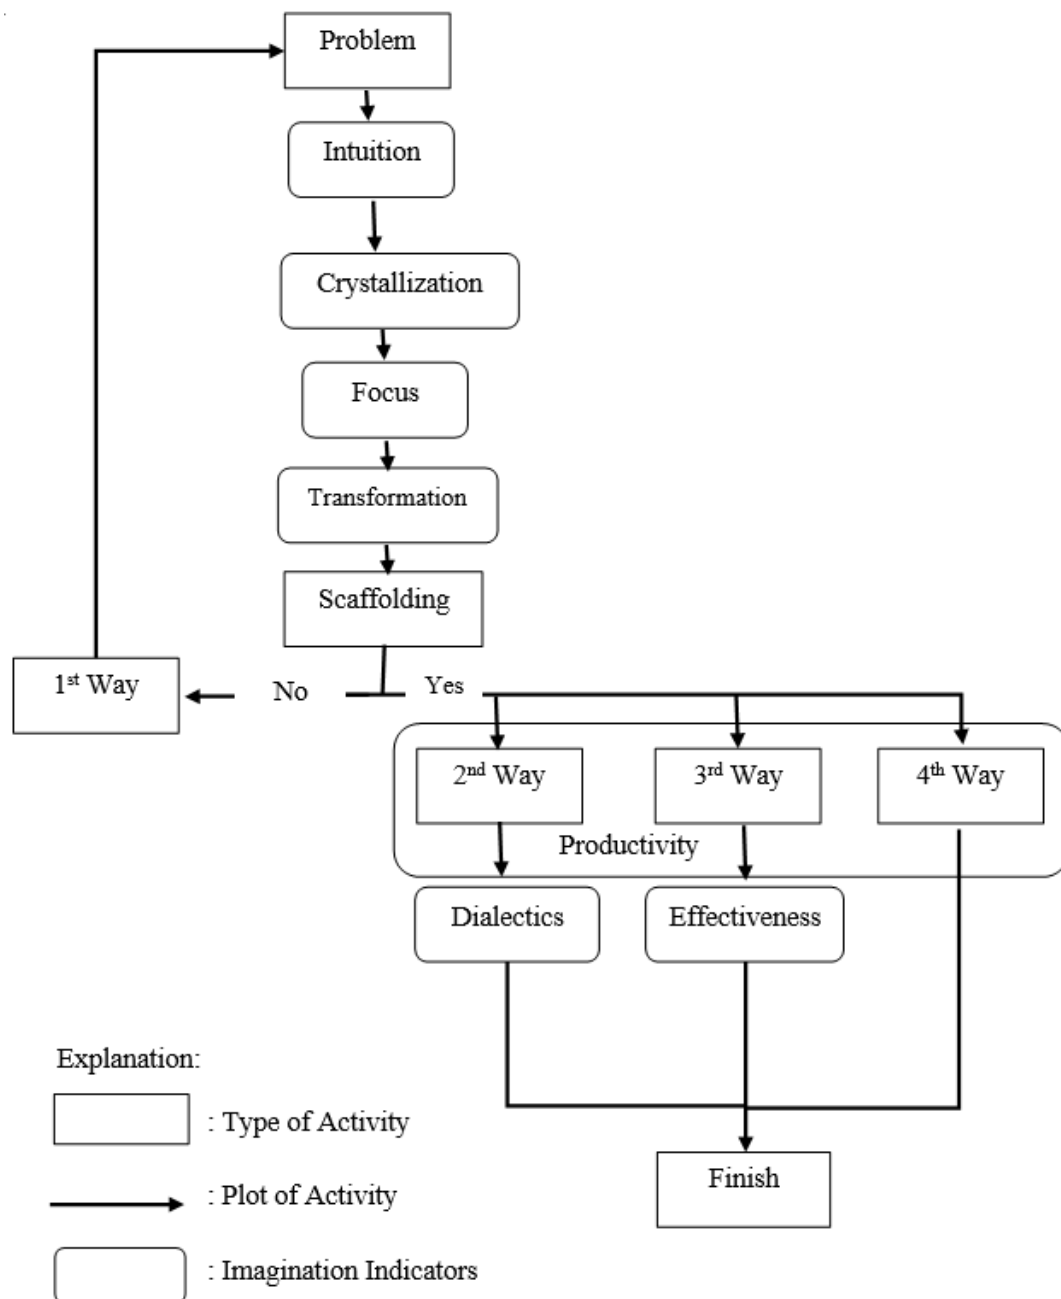 Problem
Intuition
Crystallization
Focus
Transformation
Scaffolding
1st Way
No
Yes
2nd Way
3rd Way
4th Way
Productivity
Dialectics
Effectiveness
Explanation:
: Type of Activity
: Plot of Activity
Finish
: Imagination Indicators